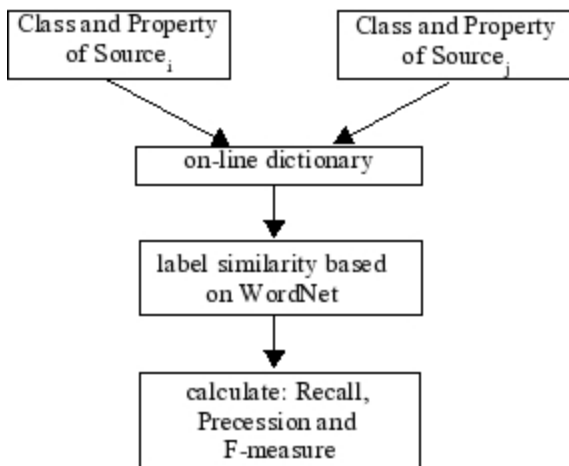 Class and Property
of Source_i
Class and Property
of Source_j
on-line dictionary
label similarity based
on WordNet
calculate: Recall,
Precession and
F-measure